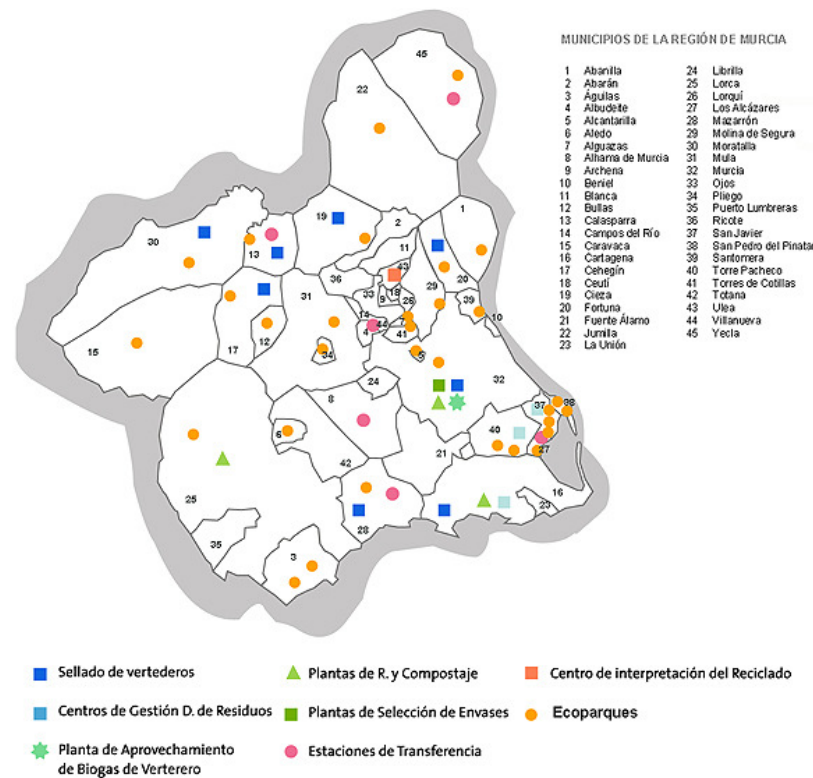 MUNICIPIOS DE LA REGIÓN DE MURCIA
1 Abanilla
2 Abarán
3 Águilas
4 Albudeite
5 Alcantarilla
6 Aledo
7 Alguazas
8 Alhama de Murcia
9 Archena
10 Beniel
11 Blanca
12 Bullas
13 Calasparra
14 Campos del Río
15 Caravaca
16 Cartagena
17 Cehegín
18 Ceutí
19 Cieza
20 Fortuna
21 Fuente Álamo
22 Jumilla
23 La Unión
24 Librilla
25 Lorca
26 Lorquí
27 Los Alcázares
28 Mazarrón
29 Molina de Segura
30 Moratalla
31 Mula
32 Murcia
33 Ojos
34 Pliego
35 Puerto Lumbreras
36 Ricote
37 San Javier
38 San Pedro del Pinatar
39 Santomera
40 Torre Pacheco
41 Torres de Cotillas
42 Totana
43 Ulea
44 Villanueva
45 Yecla
45
22
1
19
2
30
11
13
43
20
36
29
9
18
33
26
39
31
14
10
7
4
44
41
12
15
17
34
5
32
24
8
37
38
6
40
27
21
42
25
16
23
28
35
3
Sellado de vertederos
Plantas de R. y Compostaje
Centro de interpretación del Reciclado
Centros de Gestión D. de Residuos
Plantas de Selección de Envases
Ecoparques
Planta de Aprovechamiento
de Biogas de Verterero
Estaciones de Transferencia